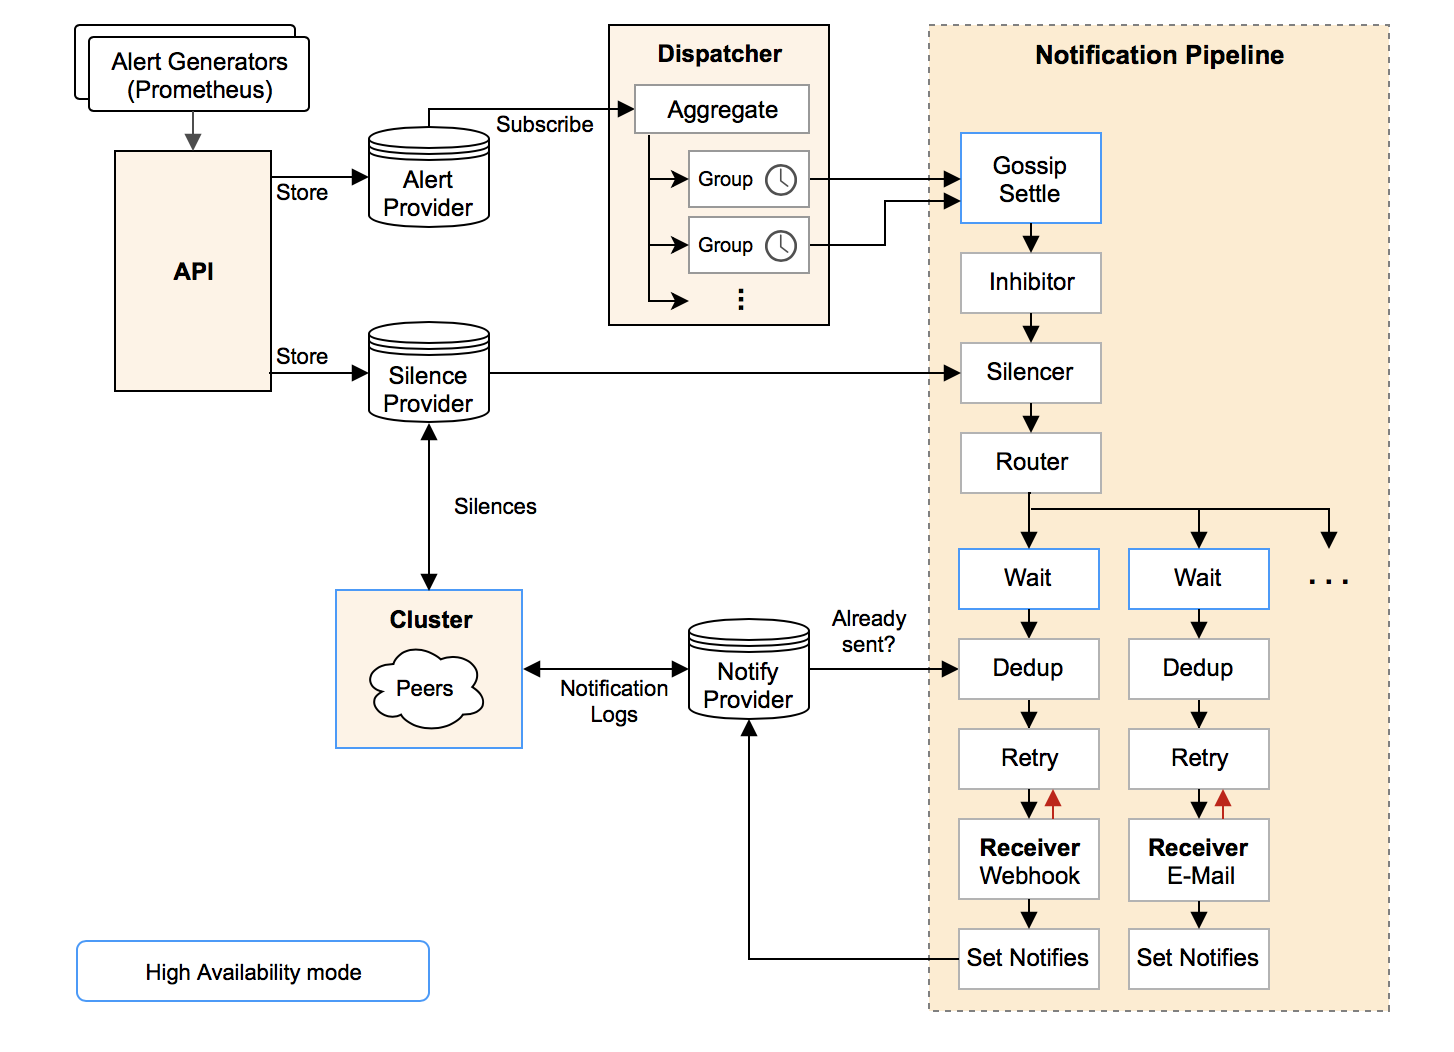 Alert Generators
(Prometheus)
API
Store
Alert
Provider
Subscribe
Dispatcher
Aggregate
Group
Group
Store
Silence
Provider
Silences
Cluster
Peers
Notification
Logs
Notify
Provider
Already
sent?
Notification Pipeline
Gossip
Settle
Inhibitor
Silencer
Router
Wait
Wait
Dedup
Dedup
Retry
Retry
Receiver
Webhook
Receiver
E-Mail
Set Notifies
Set Notifies
High Availability mode